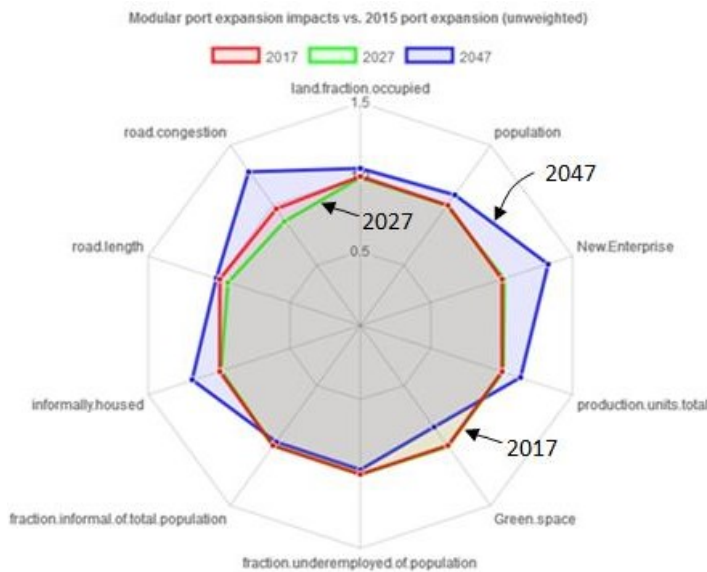 Modular port expansion impacts vs. 2015 port expansion (unweighted)
2017 2027 2047
land.fraction.occupied
1.5
road.congestion
population
2047
2027
road.length
0.5
New.Enterprise
informally.housed
production.units.total
2017
fraction.informal.of.total.population
Green.space
fraction.underemployed.of.population